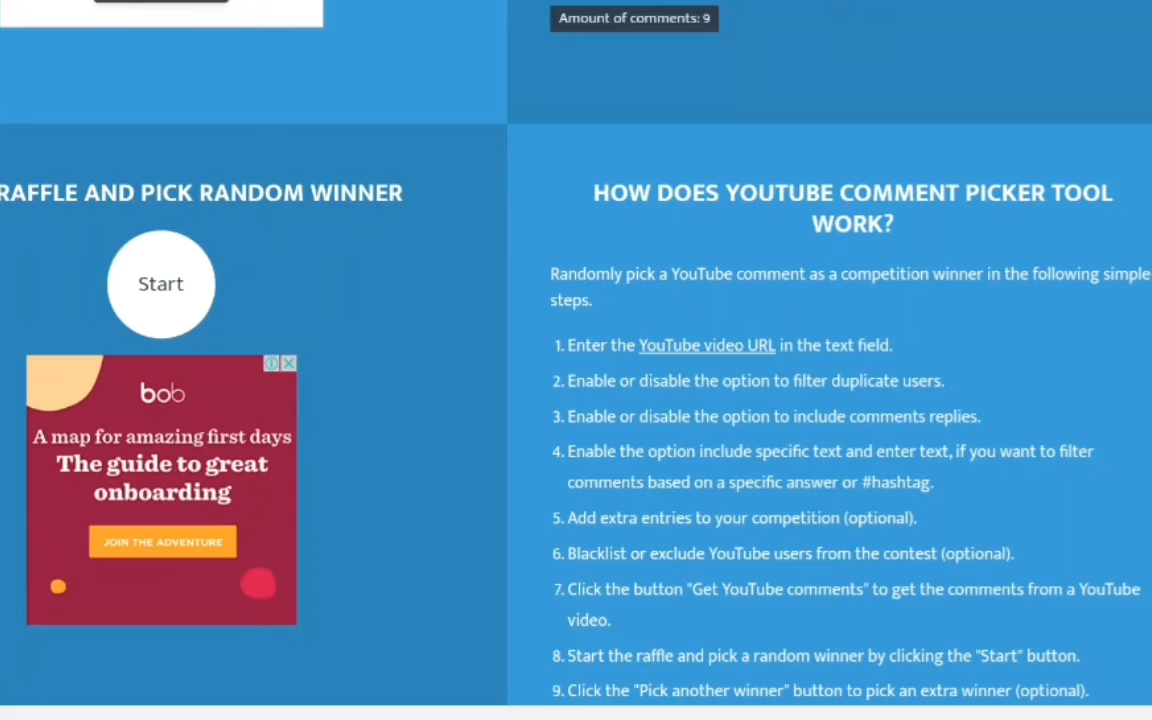 Amount of comments: 9
RAFFLE AND PICK RANDOM WINNER
Start
bob
A map for amazing first days
The guide to great
onboarding
JOIN THE ADVENTURE
HOW DOES YOUTUBE COMMENT PICKER TOOL
WORK?
Randomly pick a YouTube comment as a competition winner in the following simple
steps.
1. Enter the YouTube video URL in the text field.
2. Enable or disable the option to filter duplicate users.
3. Enable or disable the option to include comments replies.
4. Enable the option include specific text and enter text, if you want to filter
comments based on a specific answer or #hashtag.
5. Add extra entries to your competition (optional).
6. Blacklist or exclude YouTube users from the contest (optional).
7. Click the button "Get YouTube comments" to get the comments from a YouTube
video.
8. Start the raffle and pick a random winner by clicking the "Start" button.
9. Click the "Pick another winner" button to pick an extra winner (optional).